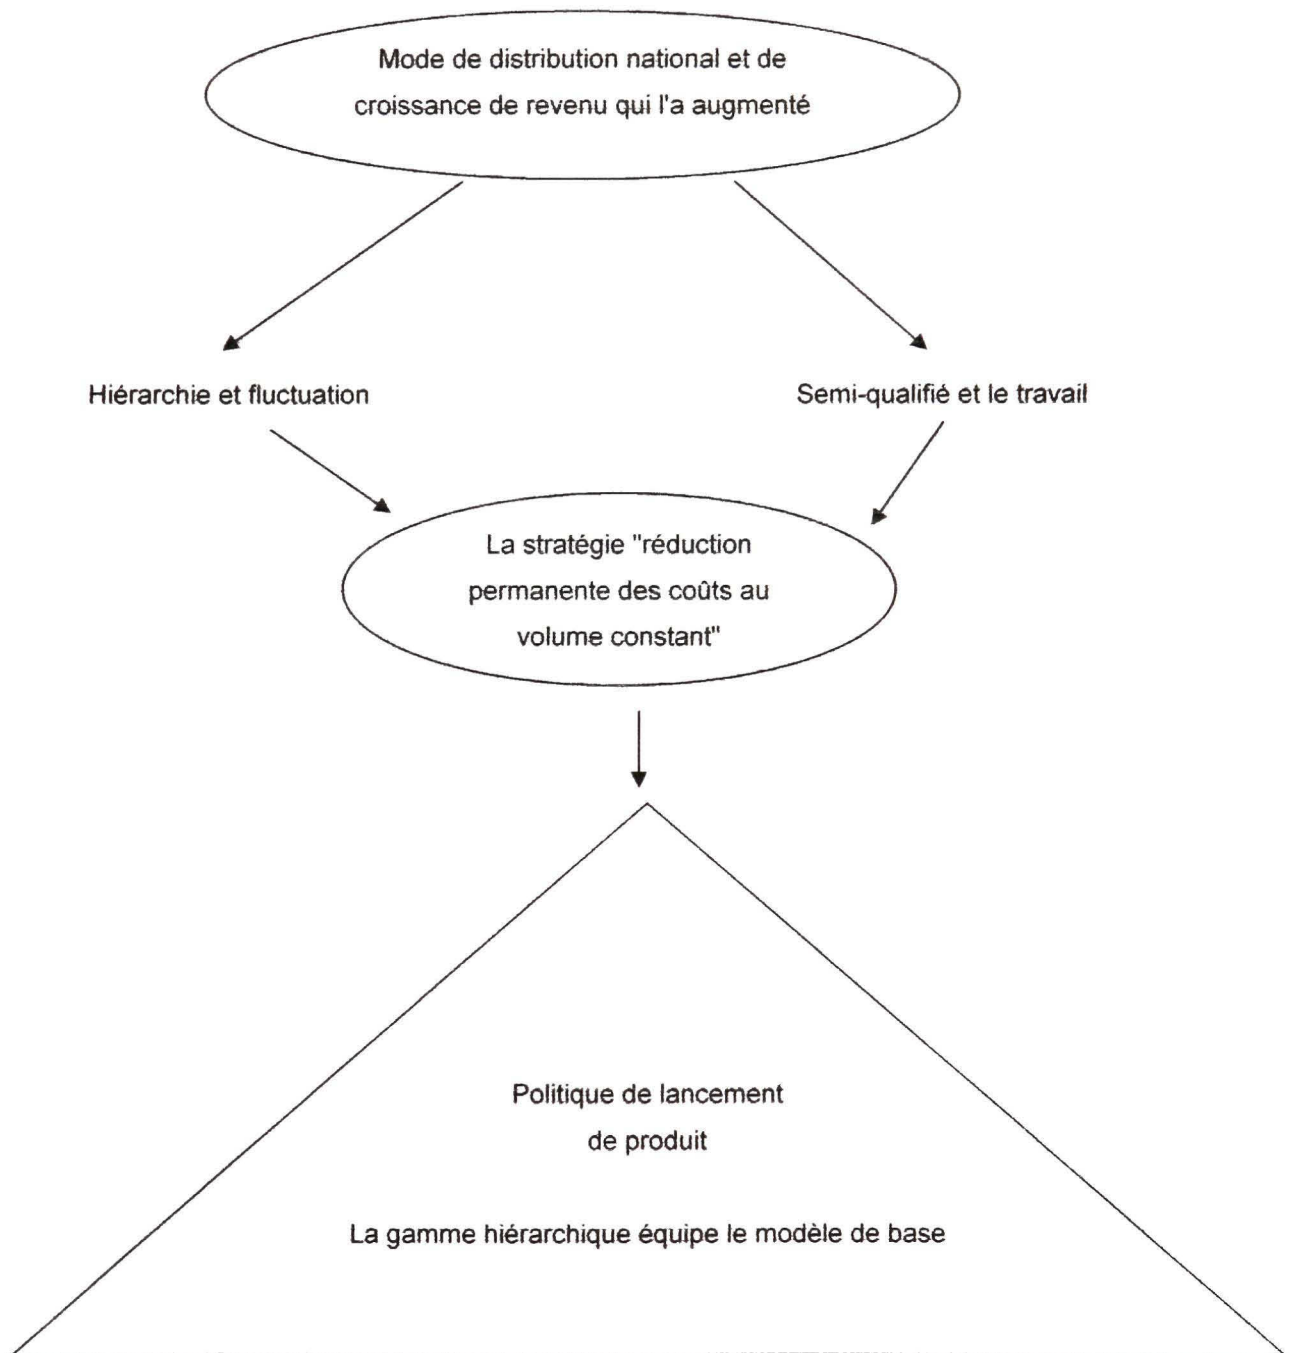 Mode de distribution national et de
croissance de revenu qui l'a augmenté
Hiérarchie et fluctuation
Semi-qualifié et le travail
La stratégie "réduction
permanente des coûts au
volume constant"
Politique de lancement
de produit
La gamme hiérarchique équipe le modèle de base